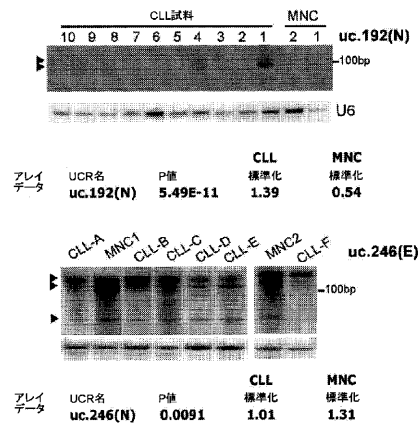 CLL試料 MNC
10 9 8 7 6 5 4 3 2 1 2 1 uc.192(N)
100bp
U6
CLL MNC
アレイ データ UCR名 P値 標準化 標準化
uc.192(N) 5.49E-11 1.39 0.54
CLL-A MNC1 CLL-B CLL-C CLL-D CLL-E MNC2 CLL-F uc.246(E)
100bp
CLL MNC
アレイ データ UCR名 P値 標準化 標準化
uc.246(N) 0.0091 1.01 1.31